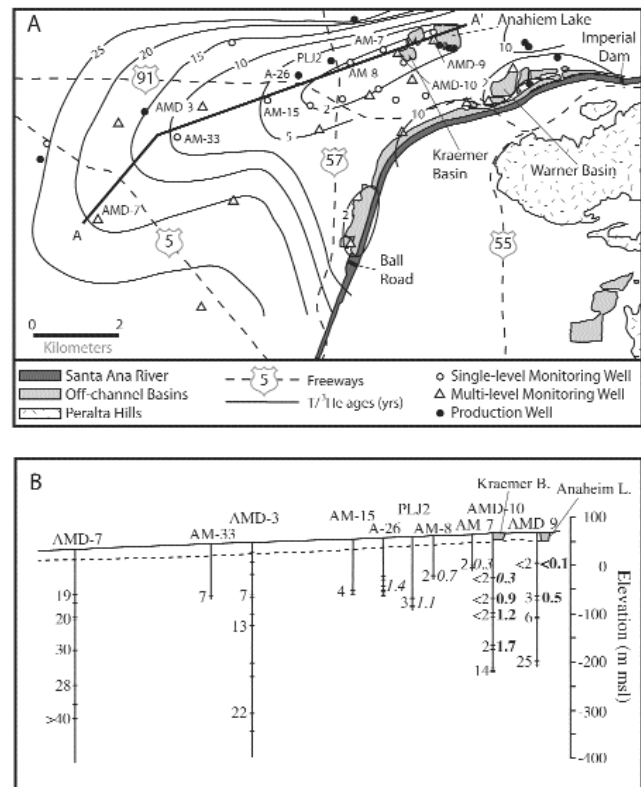 A
25
20
15
10
5
2
91
AMD 3
A-26
PLJ2
AM-7
AM 8
A'
Anahiem Lake
10
Imperial
Dam
AMD-9
AMD-10
2
AM-15
AM-33
10
57
Kraemer
Basin
Warner Basin
AMD-7
A
5
2
55
Ball
Road
0 2
Kilometers
Santa Ana River
Off-channel Basins
Peralta Hills
5
Freeways
T/³He ages (yrs)
Single-level Monitoring Well
Multi-level Monitoring Well
Production Well
B
Kraemer B.
Anaheim L.
AMD-7
AM-33
AMD-3
AM-15
A-26
PLJ2
AM-8
AMD-10
AM 7
AMD 9
100
0
-100
-200
-300
-400
Elevation (m msl)
19
20
30
28
>40
7
7
13
22
4
1.4
3 1.1
2 0.7
2 0.3
<2 0.3
<2 0.9
<2 1.2
2 1.7
14
<2 <0.1
3 0.5
6
25